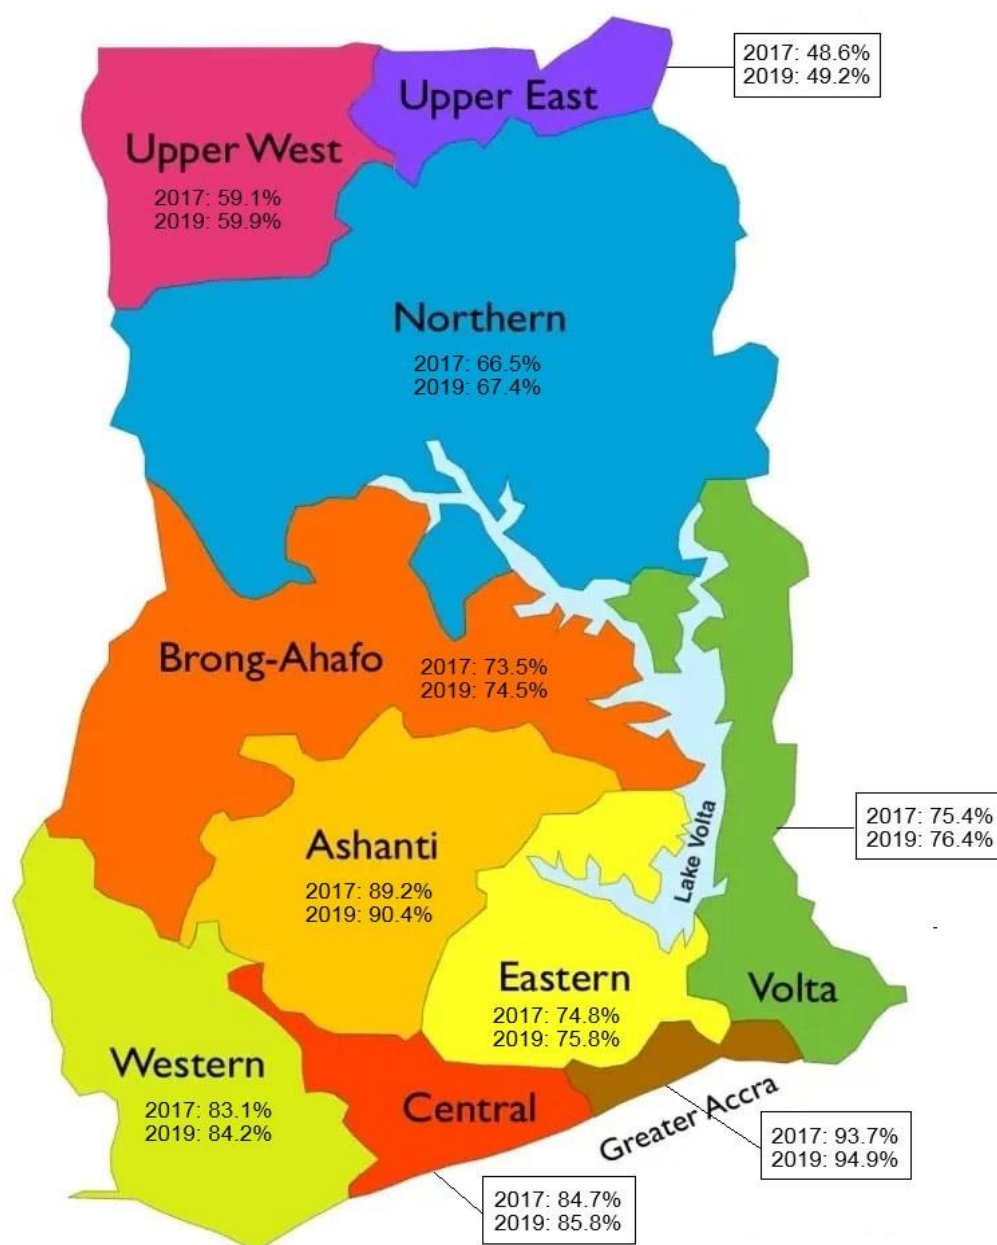 2017: 48.6%
2019: 49.2%
Upper East
Upper West
2017: 59.1%
2019: 59.9%
Northern
2017: 66.5%
2019: 67.4%
Brong-Ahafo
2017: 73.5%
2019: 74.5%
Lake Volta
2017: 75.4%
2019: 76.4%
Ashanti
2017: 89.2%
2019: 90.4%
Eastern
2017: 74.8%
2019: 75.8%
Volta
Western
2017: 83.1%
2019: 84.2%
Central
Greater Accra
2017: 93.7%
2019: 94.9%
2017: 84.7%
2019: 85.8%